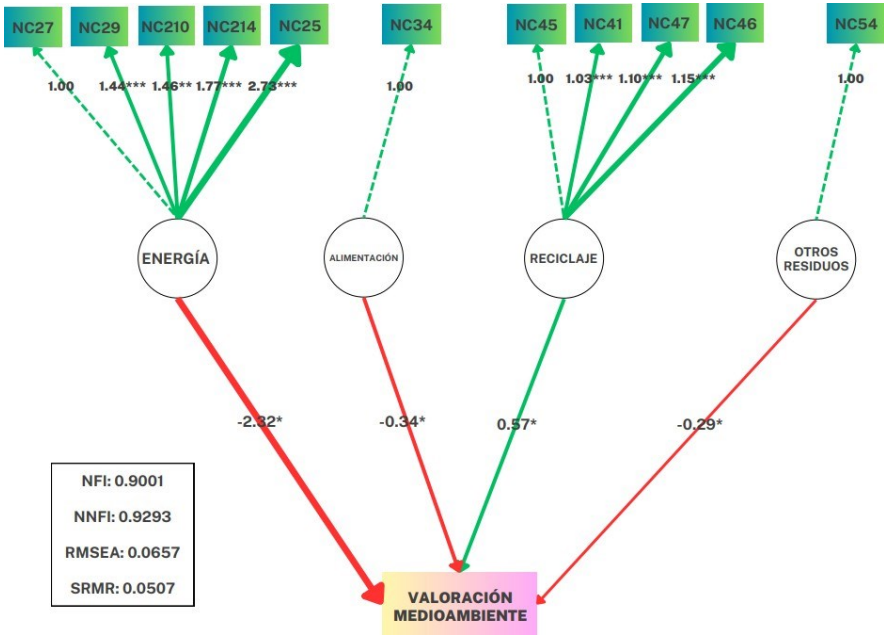 NC27 NC29 NC210 NC214 NC25 NC34 NC45 NC41 NC47 NC46 NC54
1.00 1.44*** 1.46** 1.77*** 2.73*** 1.00 1.00 1.03*** 1.10*** 1.15*** 1.00
ENERGÍA
ALIMENTACIÓN
RECICLAJE
OTROS
RESIDUOS
-2.32* -0.34* 0.57* -0.29*
NFI: 0.9001
NNFI: 0.9293
RMSEA: 0.0657
SRMR: 0.0507
VALORACIÓN
MEDIOAMBIENTE